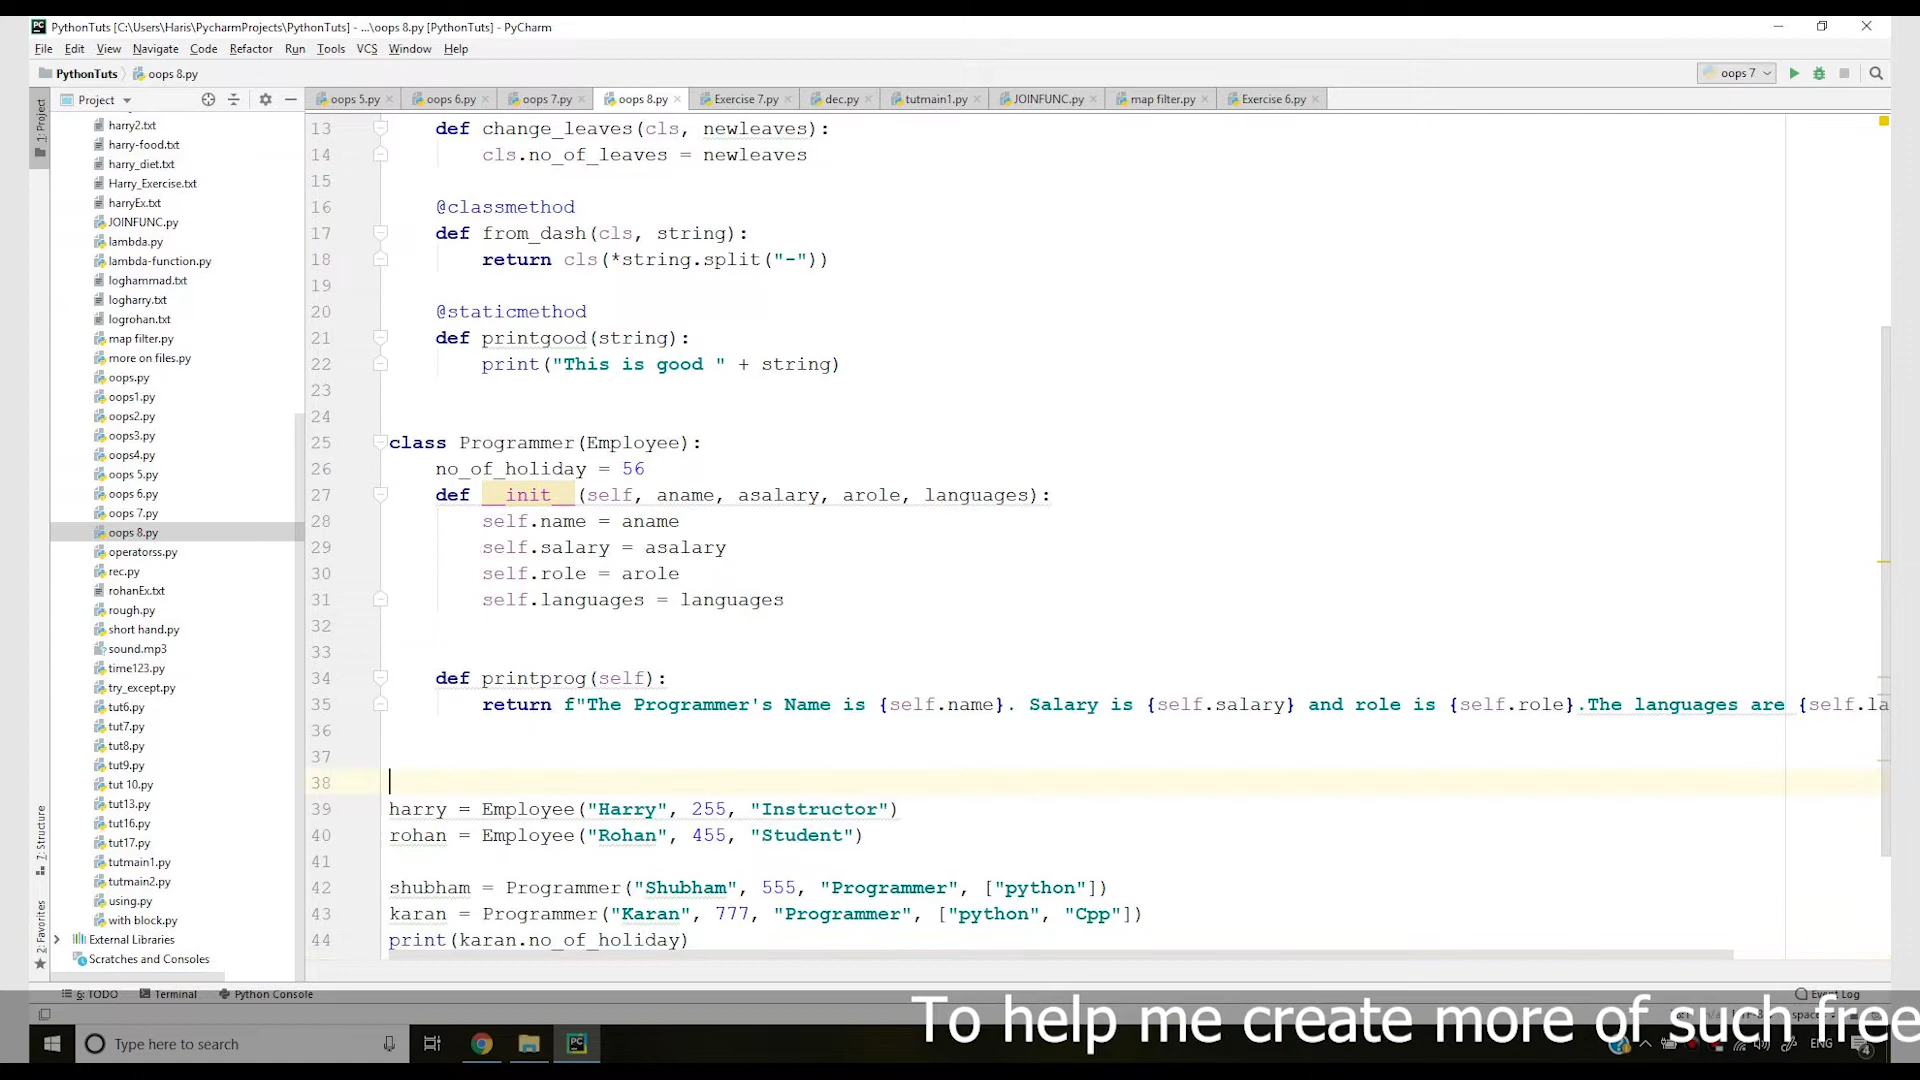 PythonTuts [C:\Users\Haris\PycharmProjects\PythonTuts] - ...\oops 8.py [PythonTuts] - PyCharm
File Edit View Navigate Code Refactor Run Tools VCS Window Help
PythonTuts oops 8.py oops 7
1: Project
Project
oops 5.py oops 6.py oops 7.py oops 8.py Exercise 7.py dec.py tutmain1.py JOINFUNC.py map filter.py Exercise 6.py
harry2.txt
harry-food.txt
harry_diet.txt
Harry_Exercise.txt
harryEx.txt
JOINFUNC.py
lambda.py
lambda-function.py
loghammad.txt
logharry.txt
logrohan.txt
map filter.py
more on files.py
oops.py
oops1.py
oops2.py
oops3.py
oops4.py
oops 5.py
oops 6.py
oops 7.py
oops 8.py
operatorss.py
rec.py
rohanEx.txt
rough.py
short hand.py
sound.mp3
time123.py
try_except.py
tut6.py
tut7.py
tut8.py
tut9.py
tut 10.py
tut13.py
tut16.py
tut17.py
tutmain1.py
tutmain2.py
using.py
with block.py
External Libraries
Scratches and Consoles
7: Structure
2: Favorites
13 def change_leaves(cls, newleaves):
14 cls.no_of_leaves = newleaves
15
16 @classmethod
17 def from_dash(cls, string):
18 return cls(*string.split("-"))
19
20 @staticmethod
21 def printgood(string):
22 print("This is good " + string)
23
24
25 class Programmer(Employee):
26 no_of_holiday = 56
27 def __init__(self, aname, asalary, arole, languages):
28 self.name = aname
29 self.salary = asalary
30 self.role = arole
31 self.languages = languages
32
33
34 def printprog(self):
35 return f"The Programmer's Name is {self.name}. Salary is {self.salary} and role is {self.role}.The languages are {self.la
36
37
38
39 harry = Employee("Harry", 255, "Instructor")
40 rohan = Employee("Rohan", 455, "Student")
41
42 shubham = Programmer("Shubham", 555, "Programmer", ["python"])
43 karan = Programmer("Karan", 777, "Programmer", ["python", "Cpp"])
44 print(karan.no_of_holiday)
6: TODO Terminal Python Console Event Log
To help me create more of such free
Type here to search
ENG
4